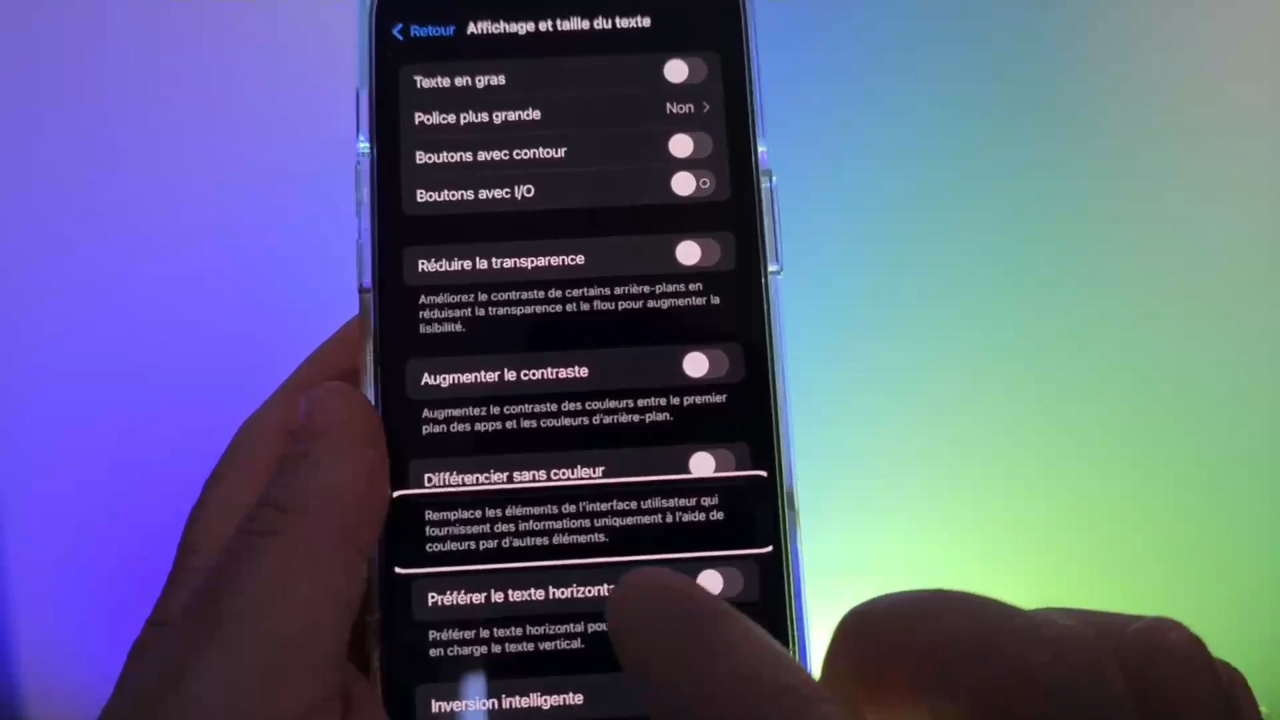 Retour Affichage et taille du texte
Texte en gras
Police plus grande Non
Boutons avec contour
Boutons avec I/O
Réduire la transparence
Améliorez le contraste de certains arrière-plans en
réduisant la transparence et le flou pour augmenter la
lisibilité.
Augmenter le contraste
Augmentez le contraste des couleurs entre le premier
plan des apps et les couleurs d'arrière-plan.
Différencier sans couleur
Remplace les éléments de l'interface utilisateur qui
fournissent des informations uniquement à l'aide de
couleurs par d'autres éléments.
Préférer le texte
Préférer le texte horizontal
en charge le texte vertical.
Inversion intelligente